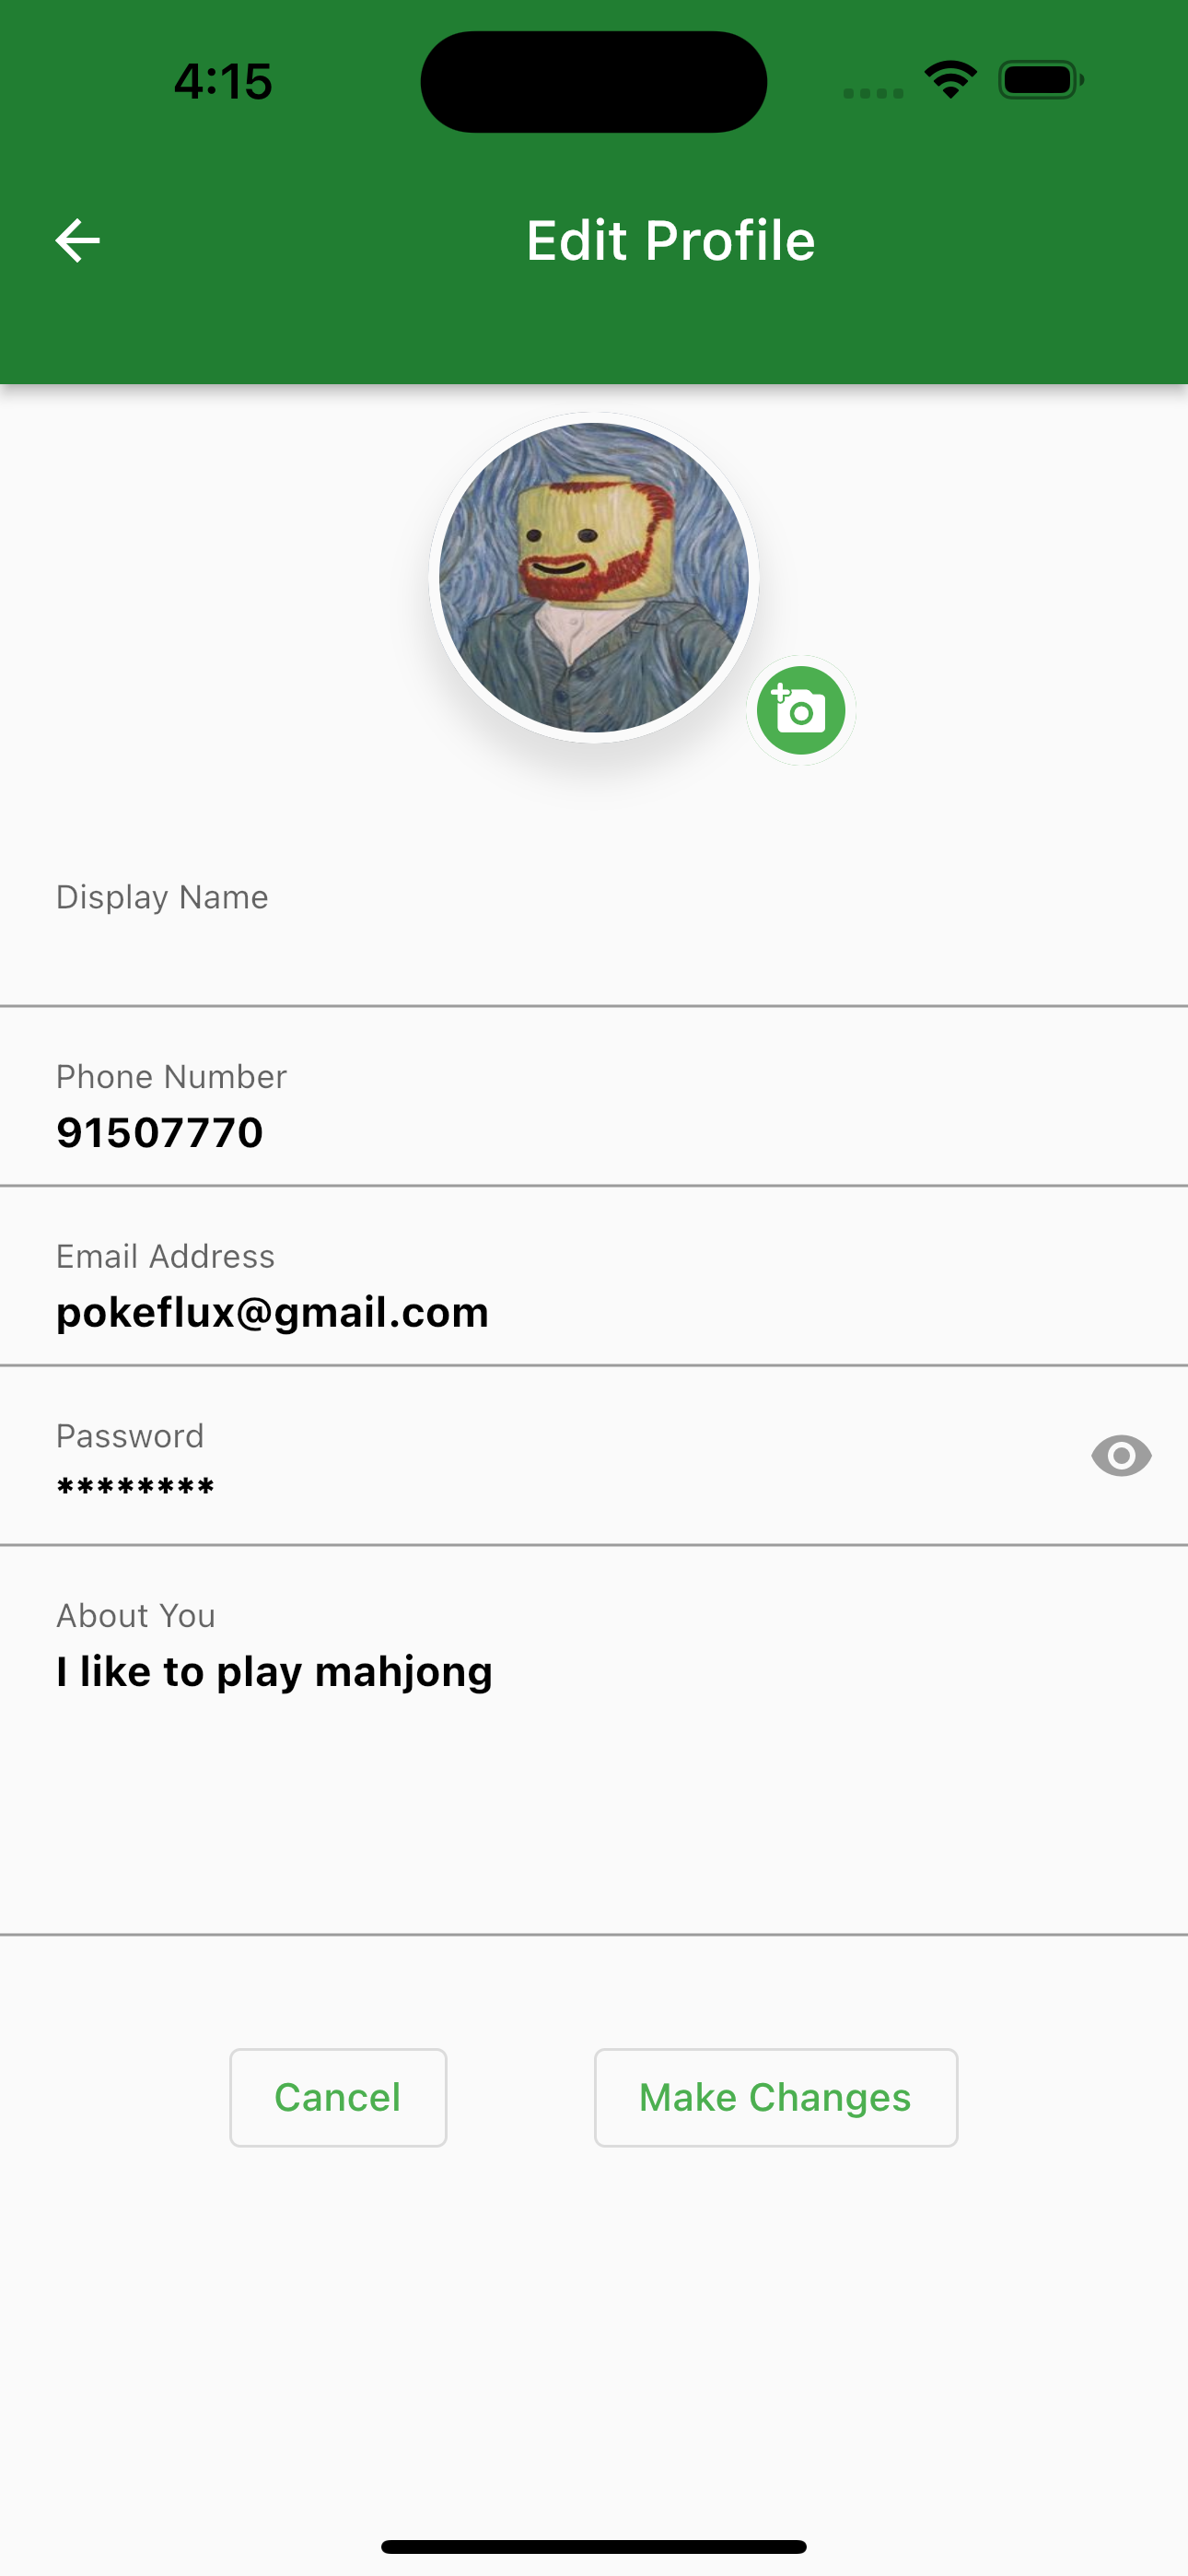 4:15
Edit Profile
Display Name
Phone Number
91507770
Email Address
pokeflux@gmail.com
Password
********
About You
I like to play mahjong
Cancel
Make Changes